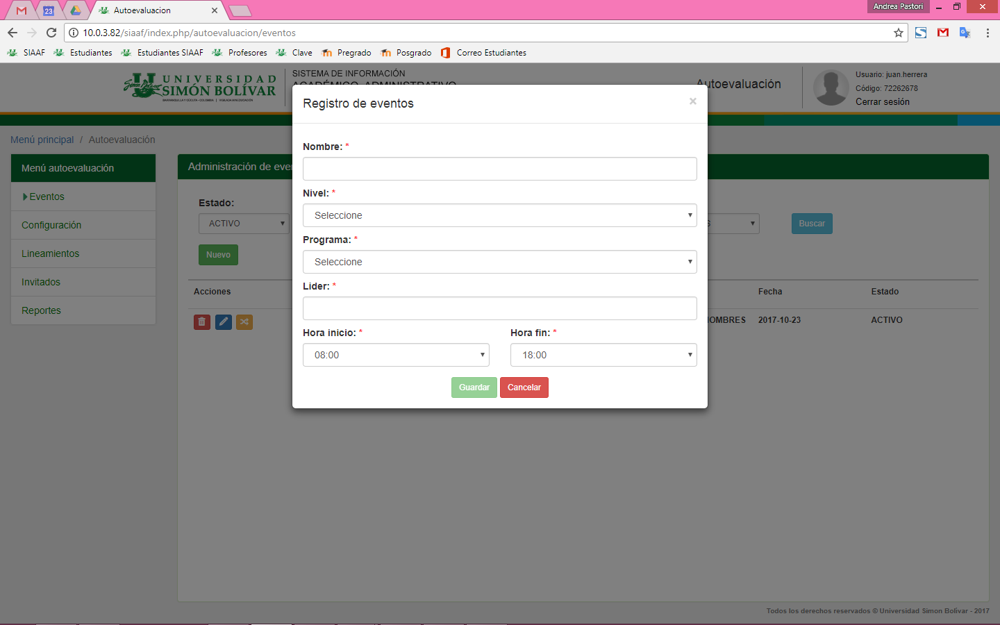 Andrea Pastori
23
Autoevaluacion
10.0.3.82/siaaf/index.php/autoevaluacion/eventos
SIAAF Estudiantes Estudiantes SIAAF Profesores Clave Pregrado Posgrado Correo Estudiantes
UNIVERSIDAD
SIMÓN BOLÍVAR
SISTEMA DE INFORMACIÓN
ACADÉMICO ADMINISTRATIVO
Autoevaluación
Usuario: juan.herrera
Código: 72262678
Cerrar sesión
Menú principal / Autoevaluación
Menú autoevaluación
Eventos
Configuración
Lineamientos
Invitados
Reportes
Administración de eve
Estado:
ACTIVO
S
Buscar
Nuevo
Acciones
Fecha
Estado
OMBRES
2017-10-23
ACTIVO
Registro de eventos
×
Nombre: *
Nivel: *
Seleccione
Programa: *
Seleccione
Lider: *
Hora inicio: *
Hora fin: *
08:00
18:00
Guardar
Cancelar
Todos los derechos reservados © Universidad Simon Bolivar - 2017